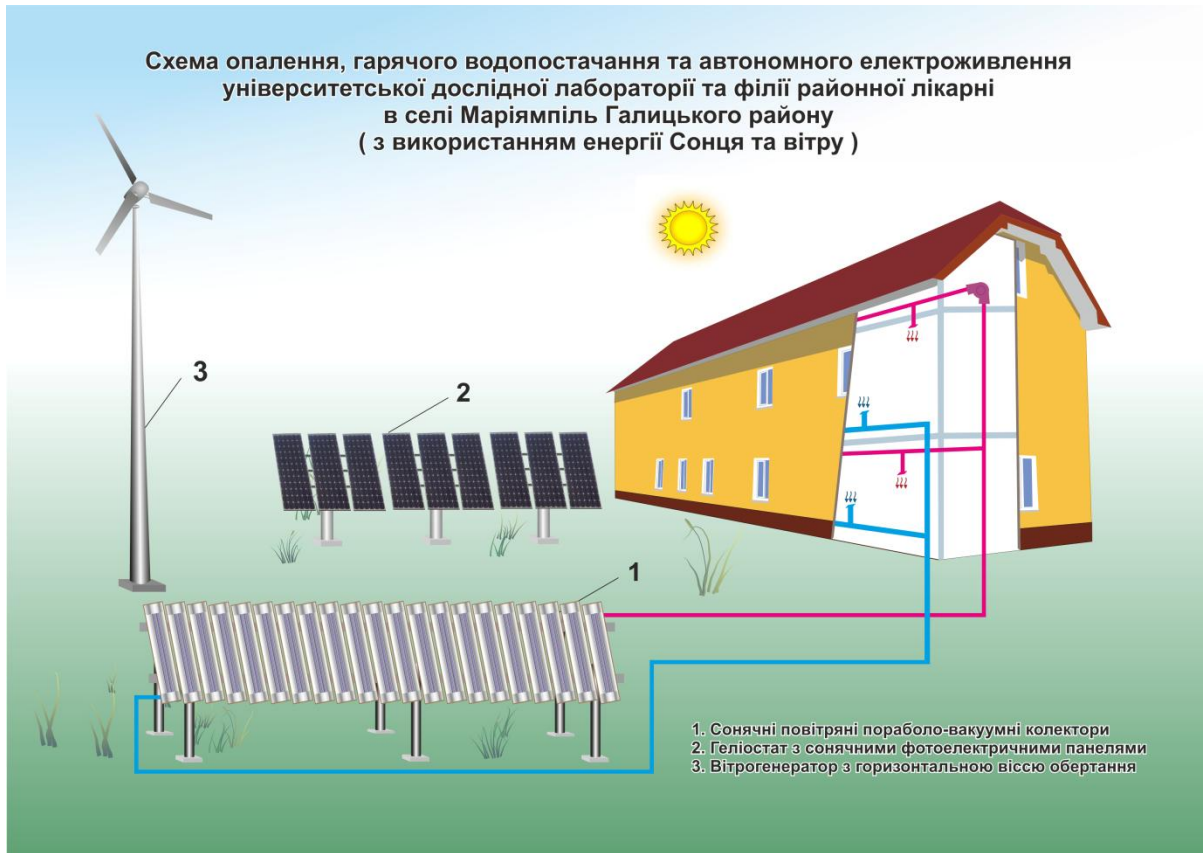 Схема опалення, гарячого водопостачання та автономного електроживлення
університетської дослідної лабораторії та філії районної лікарні
в селі Маріямпіль Галицького району
( з використанням енергії Сонця та вітру )
3
2
1
1. Сонячні повітряні пораболо-вакуумні колектори
2. Геліостат з сонячними фотоелектричними панелями
3. Вітрогенератор з горизонтальною віссю обертання